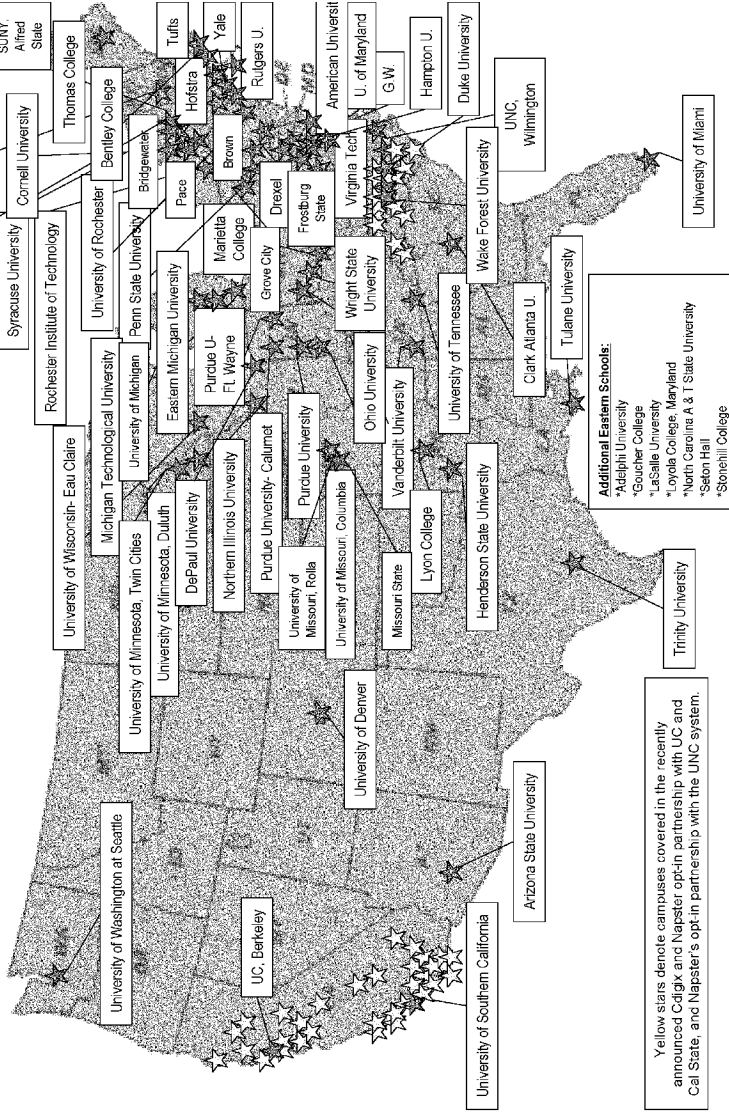 SUNY,
Alfred
State
Thomas College
Cornell University
Syracuse University
Rochester Institute of Technology
University of Rochester
Bentley College
Bridgewater
Pace
Tufts
Hofstra
Yale
Rutgers U.
Brown
Penn State University
Marietta
College
Grove City
Drexel
Frostburg
State
American Universit
U. of Maryland
G.W.
Hampton U.
Duke University
Virginia Tech
UNC,
Wilmington
Wake Forest University
University of Miami
University of Wisconsin- Eau Claire
Michigan Technological University
University of Michigan
Eastern Michigan University
Purdue U-
Ft. Wayne
University of Minnesota, Twin Cities
University of Minnesota, Duluth
DePaul University
Northern Illinois University
Purdue University- Calumet
Purdue University
Wright State
University
Ohio University
University of
Missouri, Rolla
University of Missouri, Columbia
Missouri State
Vanderbilt University
University of Tennessee
Lyon College
Henderson State University
Clark Atlanta U.
Tulane University
Trinity University
University of Denver
Arizona State University
University of Washington at Seattle
UC, Berkeley
University of Southern California
Additional Eastern Schools:
*Adelphi University
*Goucher College
*LaSalle University
*Loyola College, Maryland
*North Carolina A & T State University
*Seton Hall
*Stonehill College
Yellow stars denote campuses covered in the recently
announced Cdigix and Napster opt-in partnership with UC and
Cal State, and Napster's opt-in partnership with the UNC system.